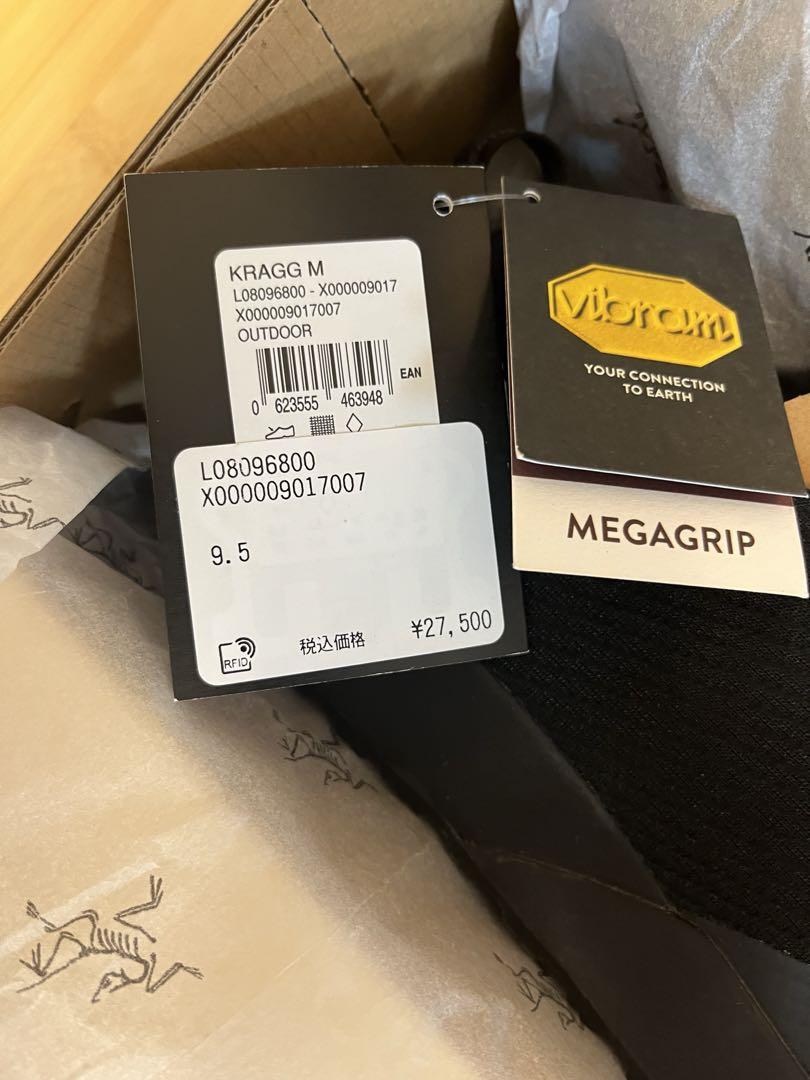 KRAGG M
L08096800 - X000009017
X000009017007
OUTDOOR
EAN
0 623555 463948
L08096800
X000009017007
9.5
RFID
税込価格
¥27,500
vibram
YOUR CONNECTION
TO EARTH
MEGAGRIP